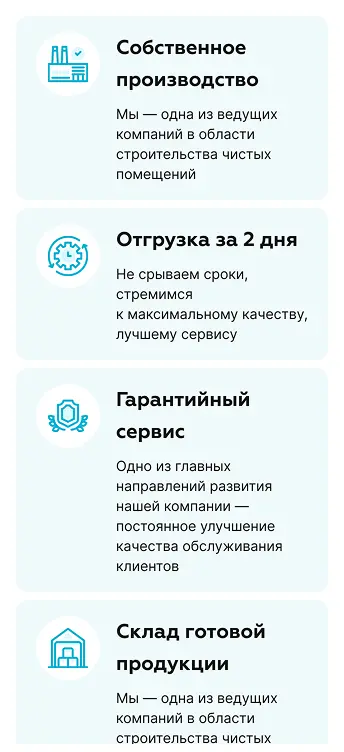 Собственное
производство
Мы — одна из ведущих
компаний в области
строительства чистых
помещений
Отгрузка за 2 дня
Не срываем сроки,
стремимся
к максимальному качеству,
лучшему сервису
Гарантийный
сервис
Одно из главных
направлений развития
нашей компании —
постоянное улучшение
качества обслуживания
клиентов
Склад готовой
продукции
Мы — одна из ведущих
компаний в области
строительства чистых